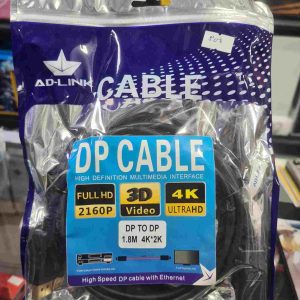 P02
AD-LINK
CABLE
DP CABLE
HIGH DEFINITION MULTIMEDIA INTERFACE
FULL HD
2160P
3D
Video
4K
ULTRAHD
DP TO DP
1.8M 4K*2K
High Speed DP cable with Ethernet